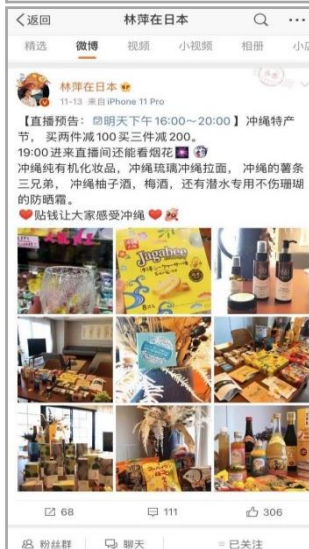 返回
林萍在日本
精选 微博 视频 小视频 相册 小店
林萍在日本
11-13 来自 iPhone 11 Pro
【直播预告：明天下午16:00～20:00】冲绳特产
节， 买两件减100买三件减200。
19:00进来直播间还能看烟花
冲绳纯有机化妆品，冲绳琉璃冲绳拉面， 冲绳的薯条
三兄弟， 冲绳柚子酒，梅酒，还有潜水专用不伤珊瑚
的防晒霜。
贴钱让大家感受冲绳
Jagabee
68 111 306
粉丝群 聊天 已关注